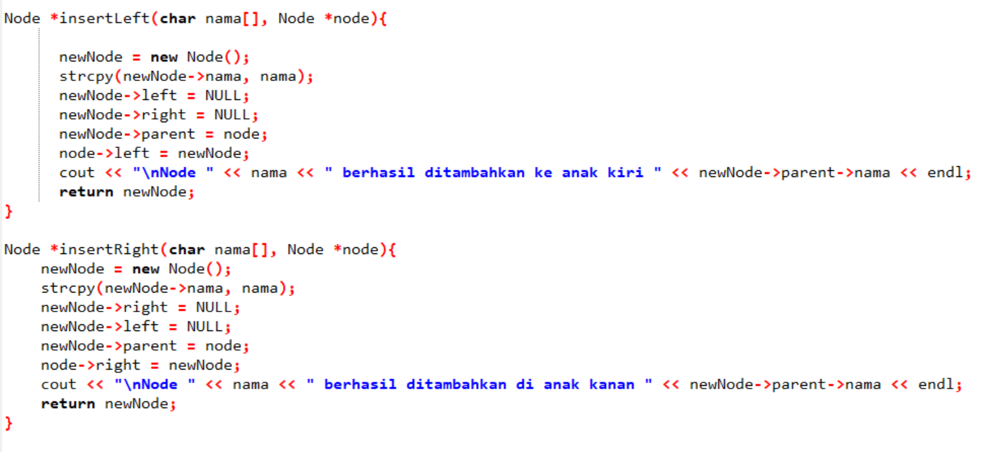 Node *insertLeft(char nama[], Node *node){
newNode = new Node();
strcpy(newNode->nama, nama);
newNode->left = NULL;
newNode->right = NULL;
newNode->parent = node;
node->left = newNode;
cout << "\nNode " << nama << " berhasil ditambahkan ke anak kiri " << newNode->parent->nama << endl;
return newNode;
}
Node *insertRight(char nama[], Node *node){
newNode = new Node();
strcpy(newNode->nama, nama);
newNode->right = NULL;
newNode->left = NULL;
newNode->parent = node;
node->right = newNode;
cout << "\nNode " << nama << " berhasil ditambahkan di anak kanan " << newNode->parent->nama << endl;
return newNode;
}